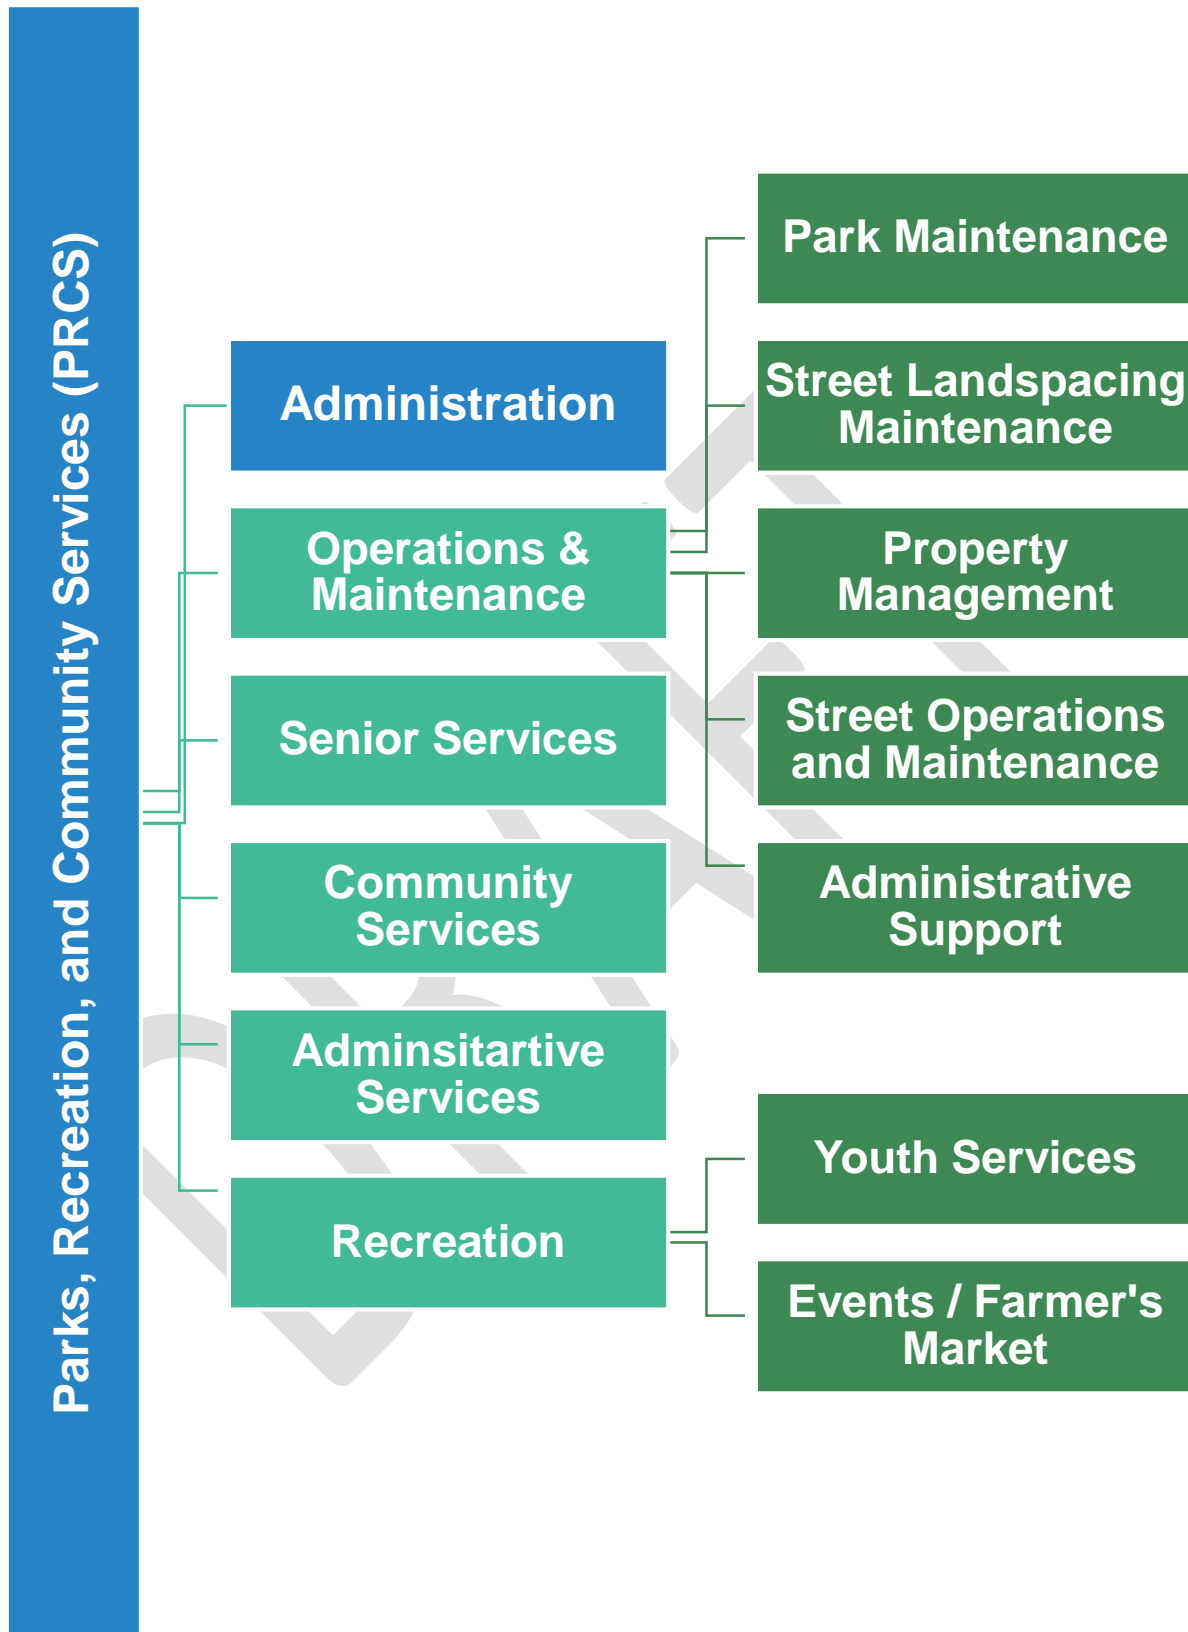 Parks, Recreation, and Community Services (PRCS)
Administration
Operations &
Maintenance
Park Maintenance
Street Landspacing
Maintenance
Property
Management
Street Operations
and Maintenance
Administrative
Support
Senior Services
Community
Services
Adminsitartive
Services
Recreation
Youth Services
Events / Farmer's
Market